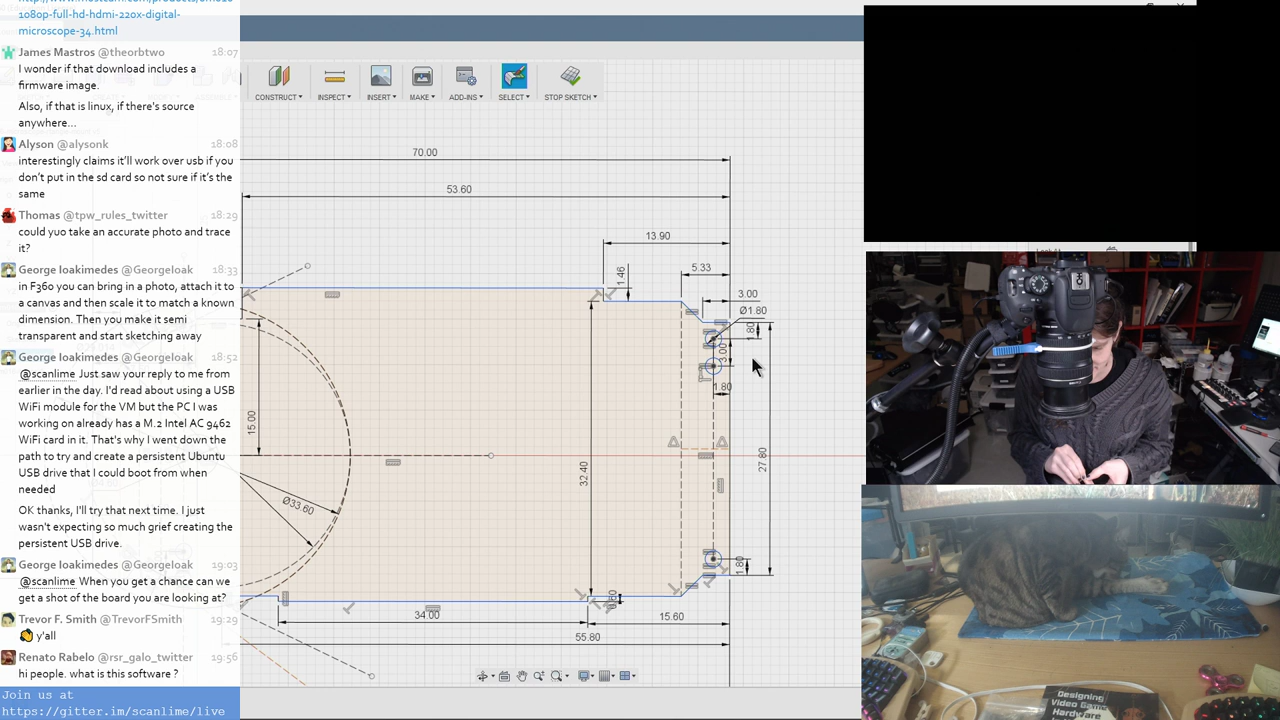 1080p-full-hd-hdmi-220x-digital-
microscope-34.html
James Mastros @theorbtwo 18:07
I wonder if that download includes a
firmware image.
Also, if that is linux, if there's source
anywhere...
Alyson @alysonk 18:08
interestingly claims it'll work over usb if you
don't put in the sd card so not sure if it's the
same
Thomas @tpw_rules_twitter 18:29
could yuo take an accurate photo and trace
it?
George Ioakimedes @GeorgeIoak 18:33
in F360 you can bring in a photo, attach it to
a canvas and then scale it to match a known
dimension. Then you make it semi
transparent and start sketching away
George Ioakimedes @GeorgeIoak 18:52
@scanlime Just saw your reply to me from
earlier in the day. I'd read about using a USB
WiFi module for the VM but the PC I was
working on already has a M.2 Intel AC 9462
WiFi card in it. That's why I went down the
path to try and create a persistent Ubuntu
USB drive that I could boot from when
needed
OK thanks, I'll try that next time. I just
wasn't expecting so much grief creating the
persistent USB drive.
George Ioakimedes @GeorgeIoak 19:03
@scanlime When you get a chance can we
get a shot of the board you are looking at?
Trevor F. Smith @TrevorFSmith 19:29
y'all
Renato Rabelo @rsr_galo_twitter 19:56
hi people. what is this software ?
Join us at
https://gitter.im/scanlime/live
CONSTRUCT INSPECT INSERT MAKE ADD-INS SELECT STOP SKETCH
70.00
53.60
13.90
5.33
1.46
3.00
Ø1.80
1.80
3.00
1.80
15.00
32.40
27.80
Ø33.60
1.80
.60
34.00
15.60
55.80
Designing
Video Game
Hardware